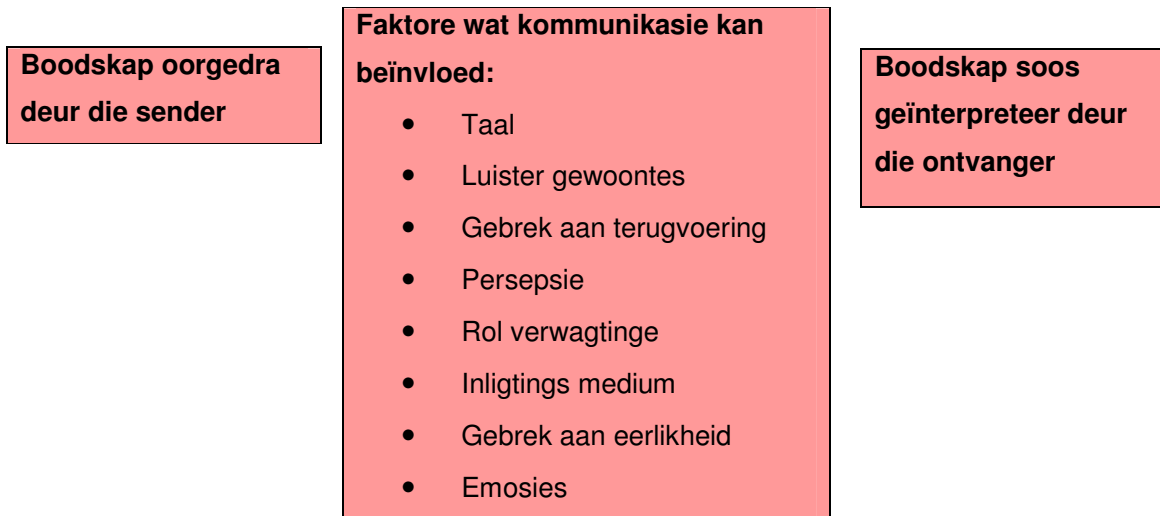 Boodskap oorgedra
deur die sender
Faktore wat kommunikasie kan
beïnvloed:
• Taal
• Luister gewoontes
• Gebrek aan terugvoering
• Persepsie
• Rol verwagtinge
• Inligtings medium
• Gebrek aan eerlikheid
• Emosies
Boodskap soos
geïnterpreteer deur
die ontvanger